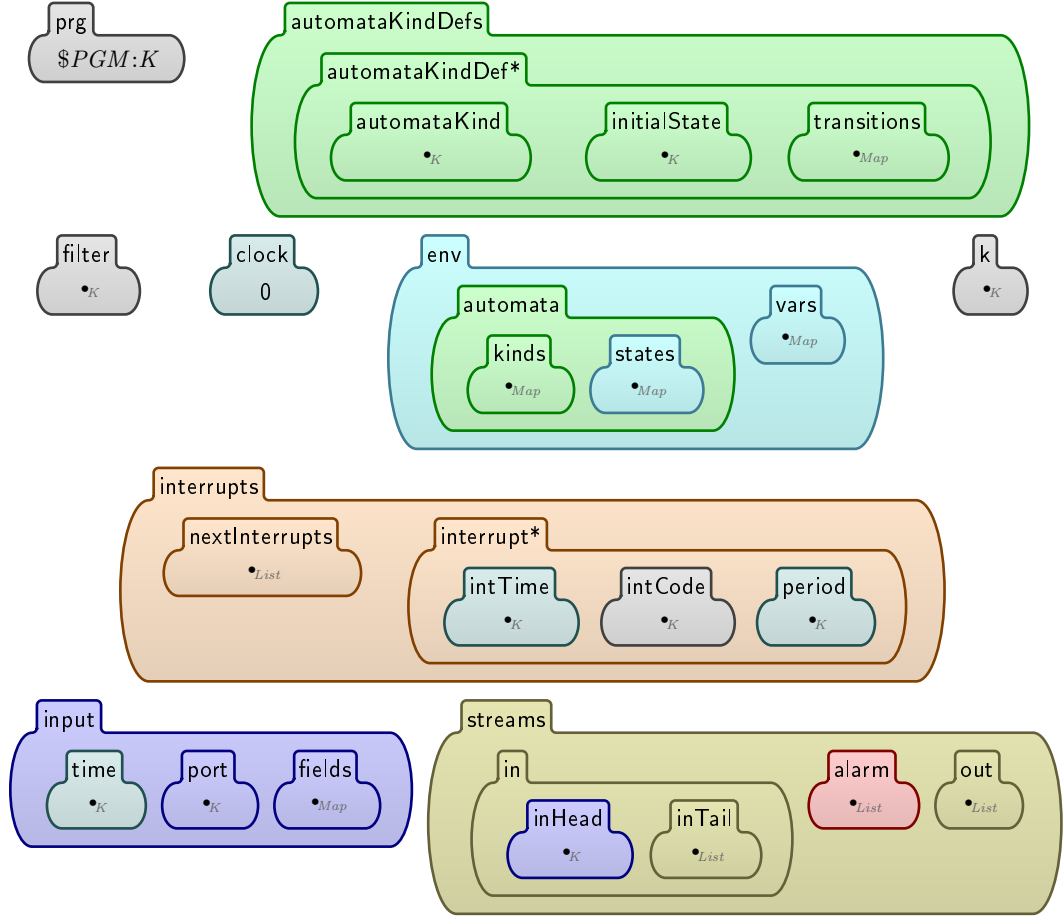 prg automataKindDefs
$PGM:K
automataKindDef*
automataKind initialState transitions
•K •K •Map
filter clock env k
•K 0 •K
automata vars
•Map
kinds states
•Map •Map
interrupts
nextInterrupts interrupt*
•List
intTime intCode period
•K •K •K
input streams
time port fields in alarm out
•K •K •Map •List •List
inHead inTail
•K •List